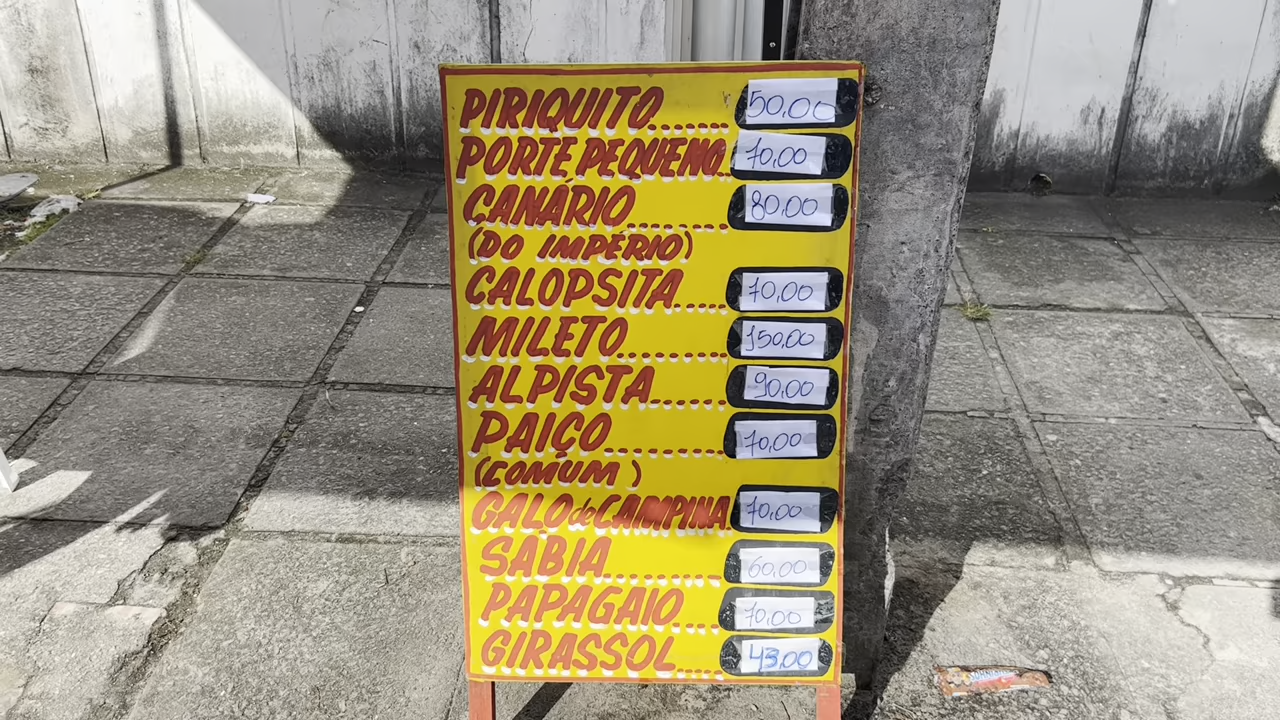 PIRIQUITO...... 50,00
PORTE PEQUENO. 70,00
CANÁRIO...... 80,00
(DO IMPÉRIO)
CALOPSITA.... 70,00
MILETO....... 150,00
ALPISTA...... 90,00
PAIÇO....... 70,00
(COMUM)
GALO de CAMPINA. 70,00
SABIA....... 60,00
PAPAGAIO.... 70,00
GIRASSOL.... 43,00